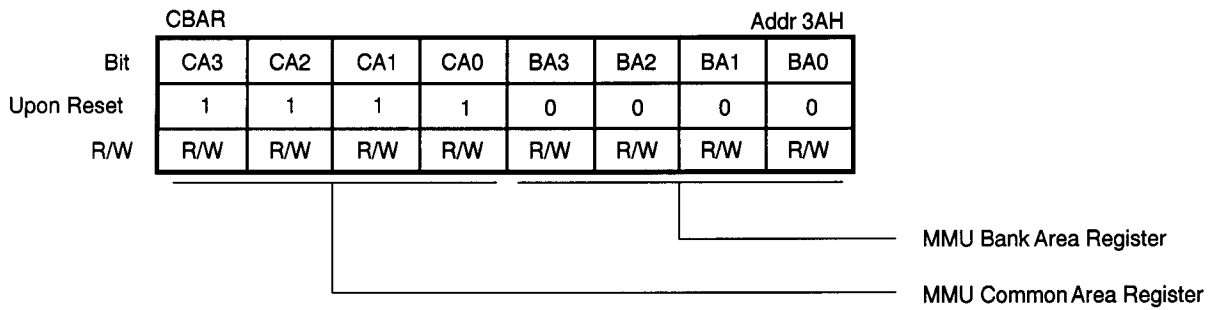 CBAR Addr 3AH
Bit CA3 CA2 CA1 CA0 BA3 BA2 BA1 BA0
Upon Reset 1 1 1 1 0 0 0 0
R/W R/W R/W R/W R/W R/W R/W R/W R/W
MMU Bank Area Register
MMU Common Area Register